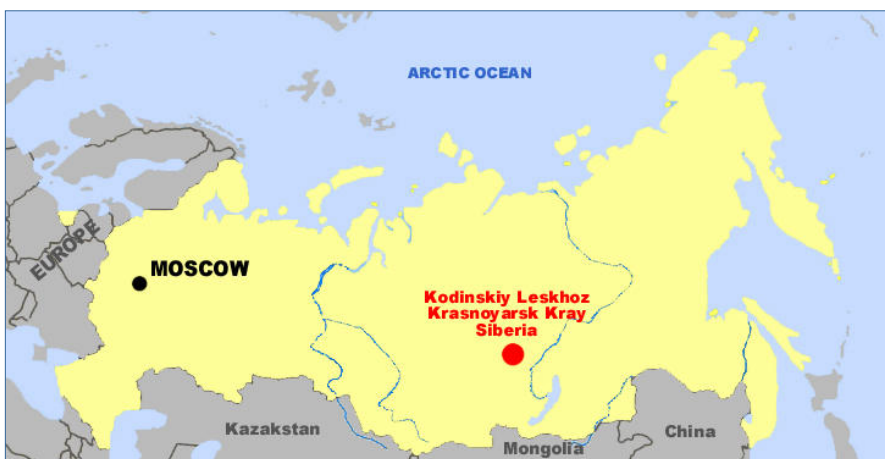 ARCTIC OCEAN
EUROPE
MOSCOW
Kodinskiy Leskhoz
Krasnoyarsk Kray
Siberia
Kazakstan
Mongolia
China